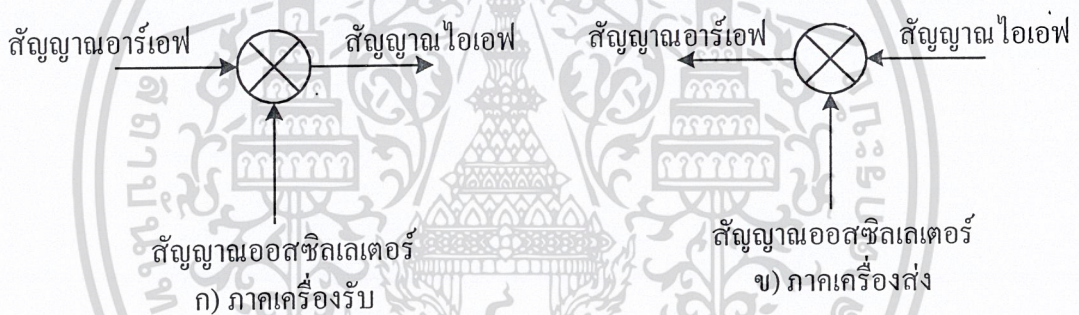 สัญญาณอาร์เอฟ สัญญาณไอเอฟ สัญญาณอาร์เอฟ สัญญาณไอเอฟ
สัญญาณออสซิลเลเตอร์ สัญญาณออสซิลเลเตอร์
ก) ภาคเครื่องรับ ข) ภาคเครื่องส่ง